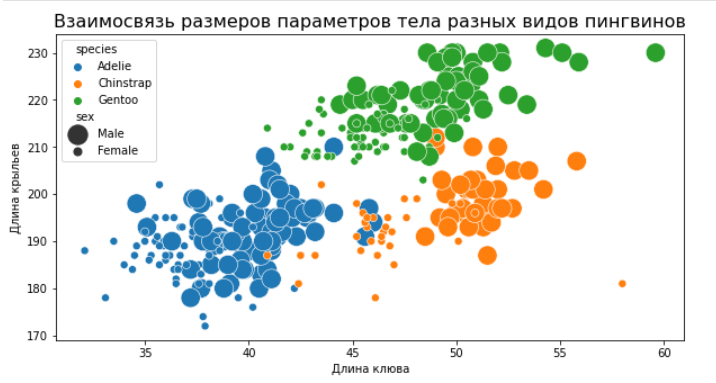 Взаимосвязь размеров параметров тела разных видов пингвинов
species
Adelie
Chinstrap
Gentoo
sex
Male
Female
Длина крыльев
230
220
210
200
190
180
170
35 40 45 50 55 60
Длина клюва